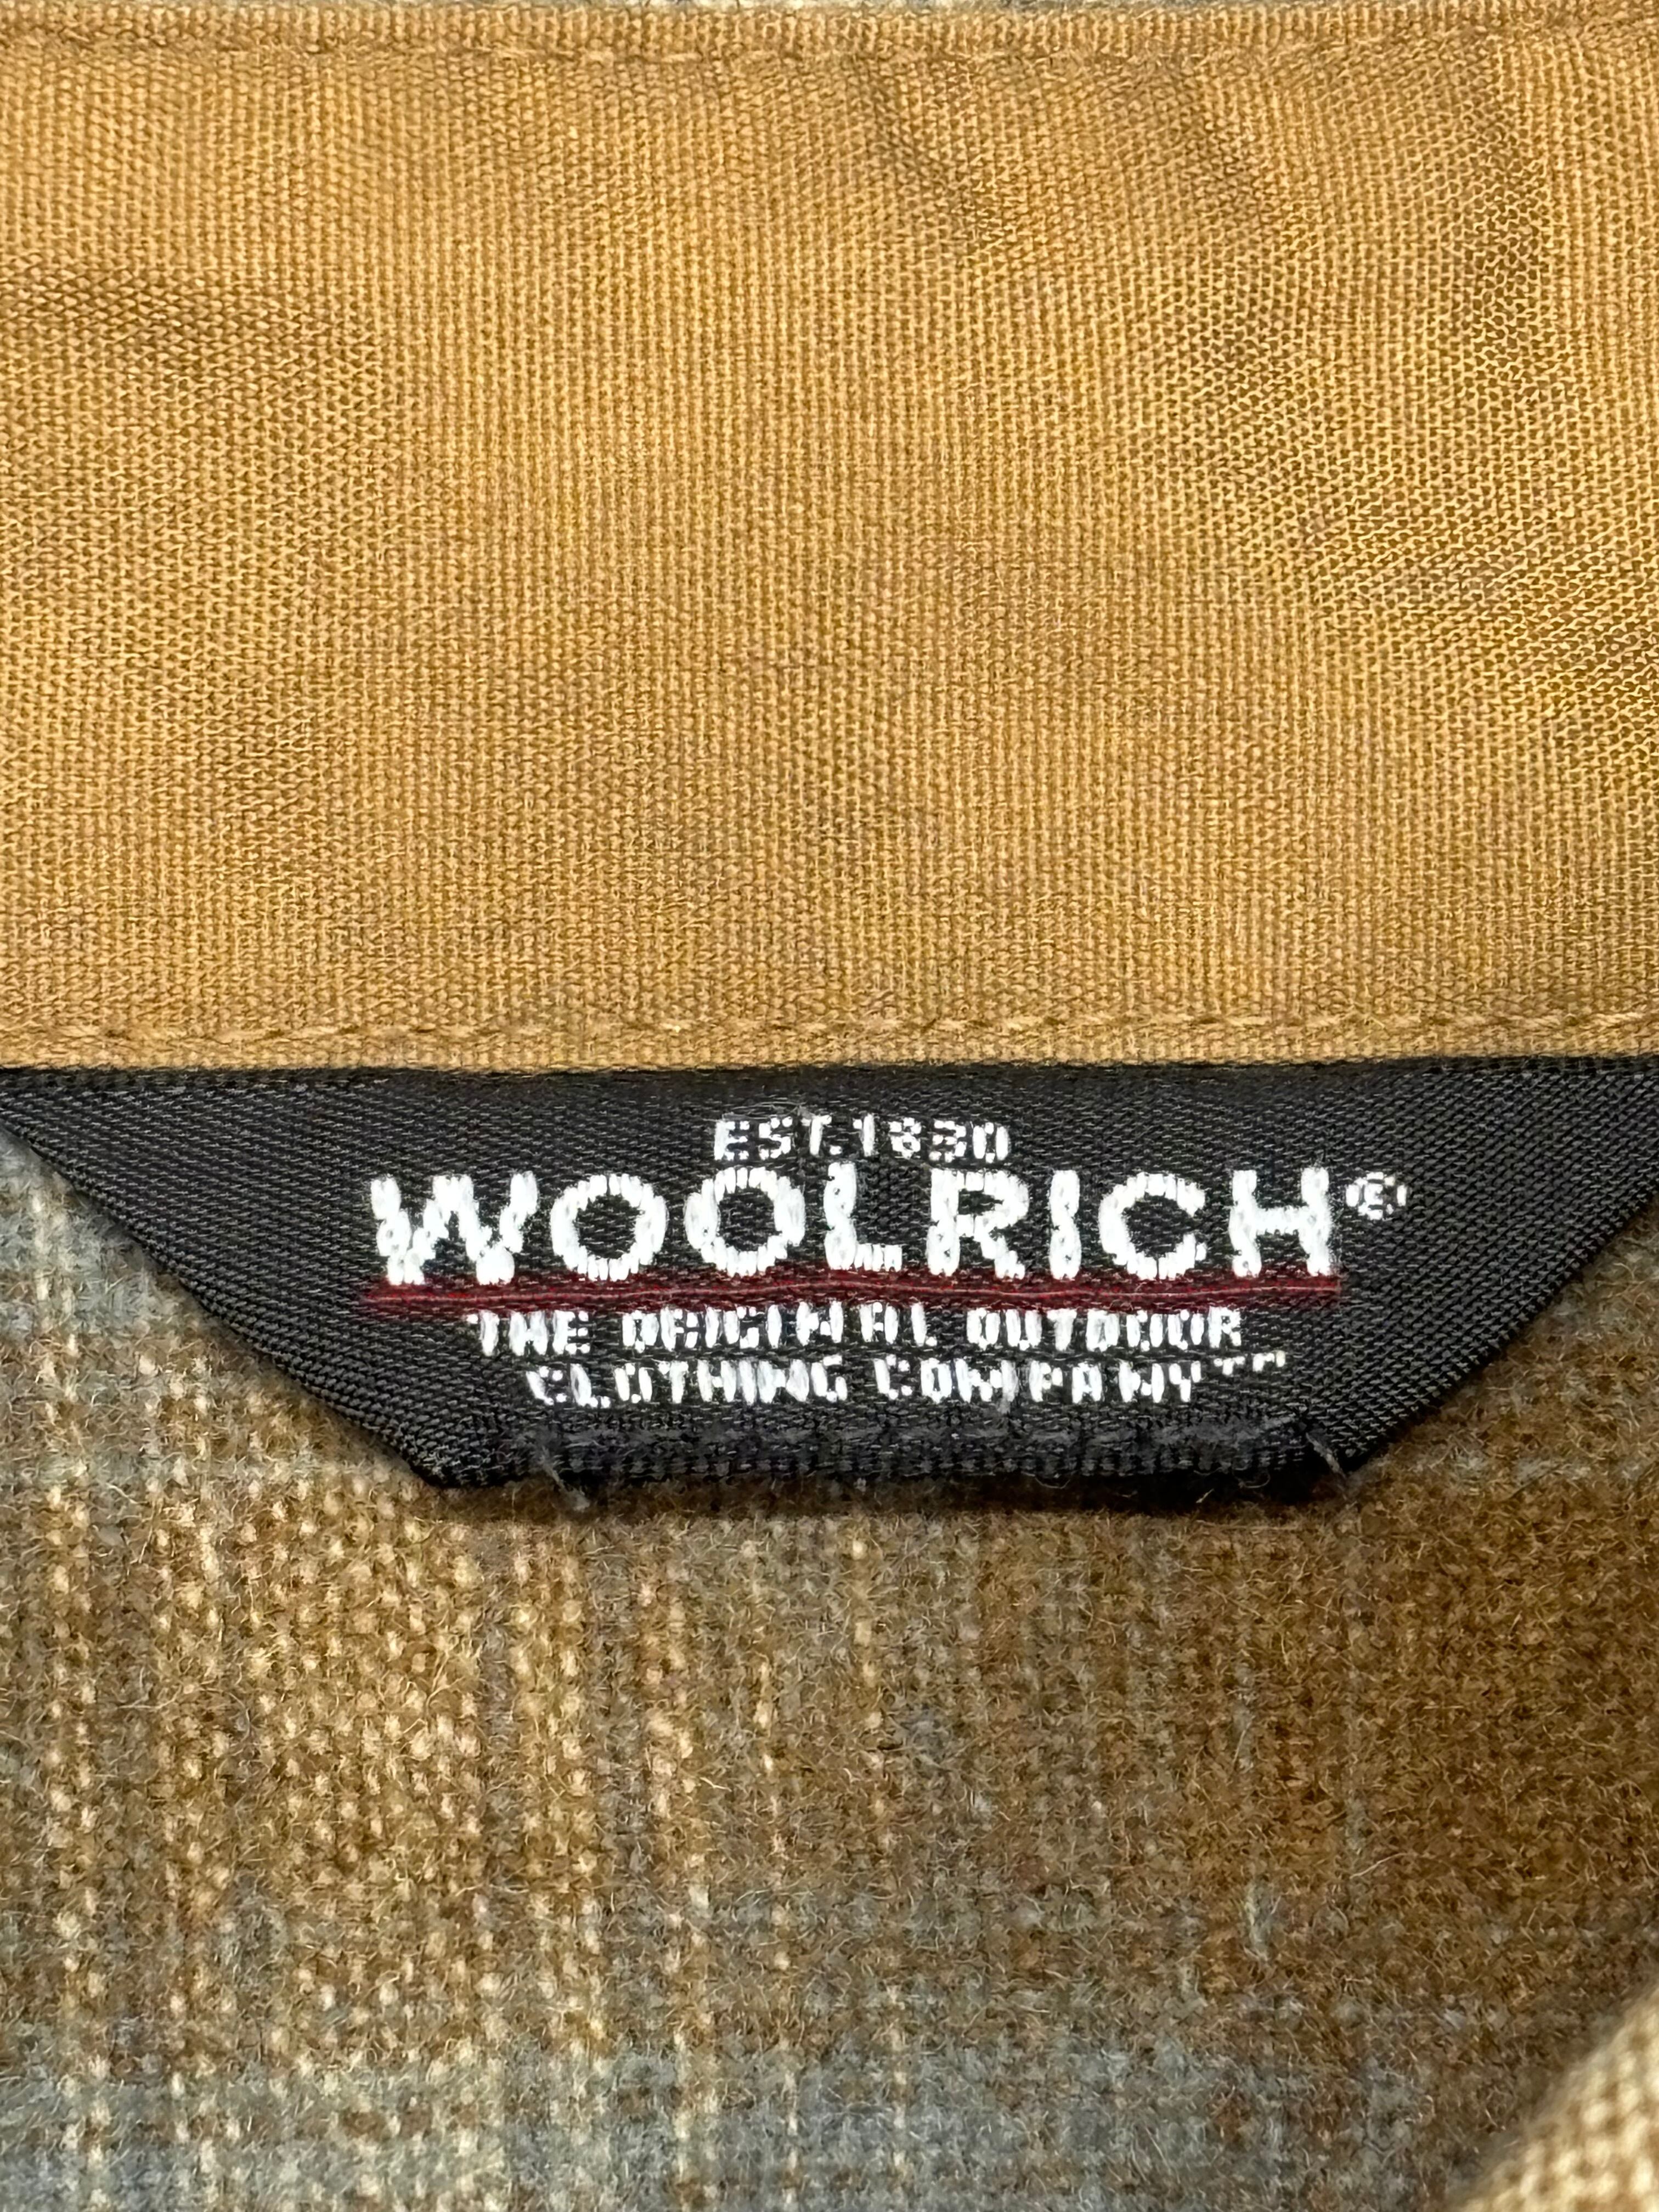 EST.1830
WOOLRICH®
THE ORIGINAL OUTDOOR
CLOTHING COMPANY™